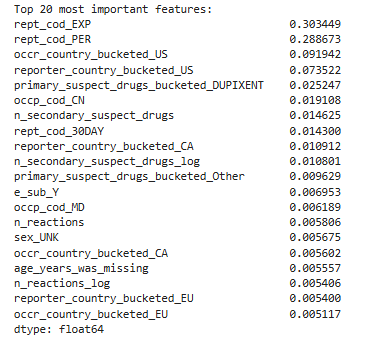 Top 20 most important features:
rept_cod_EXP 0.303449
rept_cod_PER 0.288673
occr_country_bucketed_US 0.091942
reporter_country_bucketed_US 0.073522
primary_suspect_drugs_bucketed_DUPIXENT 0.025247
occp_cod_CN 0.019108
n_secondary_suspect_drugs 0.014625
rept_cod_30DAY 0.014300
reporter_country_bucketed_CA 0.010912
n_secondary_suspect_drugs_log 0.010801
primary_suspect_drugs_bucketed_Other 0.009629
e_sub_Y 0.006953
occp_cod_MD 0.006189
n_reactions 0.005806
sex_UNK 0.005675
occr_country_bucketed_CA 0.005602
age_years_was_missing 0.005557
n_reactions_log 0.005406
reporter_country_bucketed_EU 0.005400
occr_country_bucketed_EU 0.005117
dtype: float64